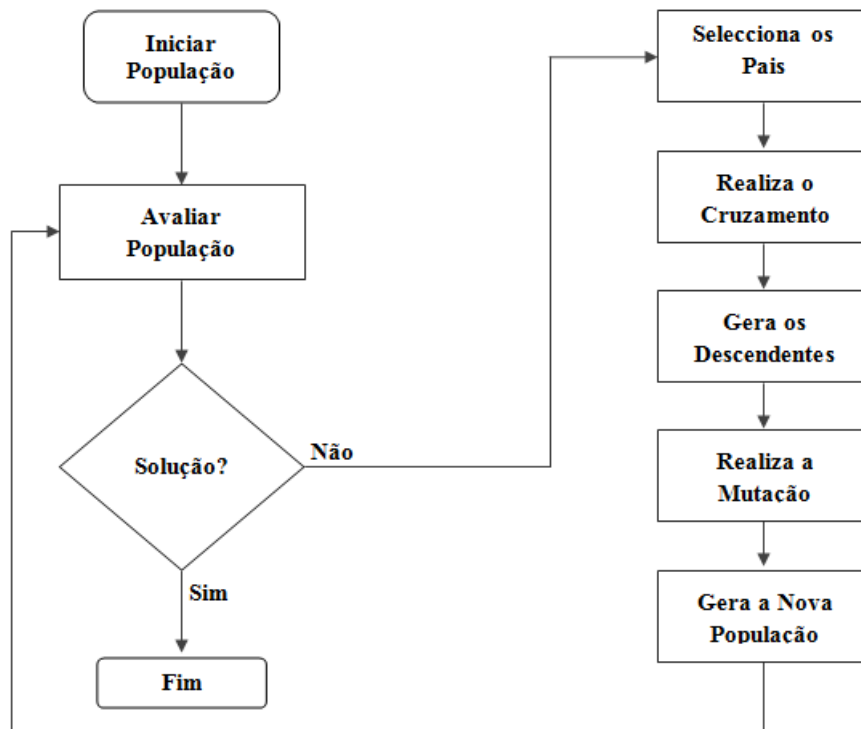 Iniciar
População
Avaliar
População
Solução?
Sim
Fim
Não
Selecciona os
Pais
Realiza o
Cruzamento
Gera os
Descendentes
Realiza a
Mutação
Gera a Nova
População